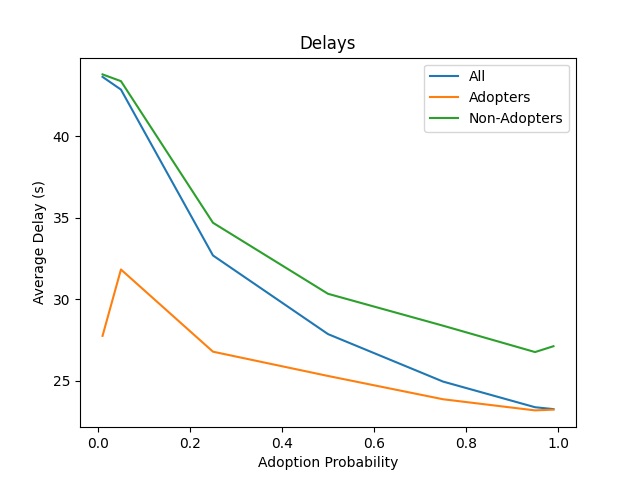 Delays
All
Adopters
Non-Adopters
Average Delay (s)
40
35
30
25
0.0 0.2 0.4 0.6 0.8 1.0
Adoption Probability